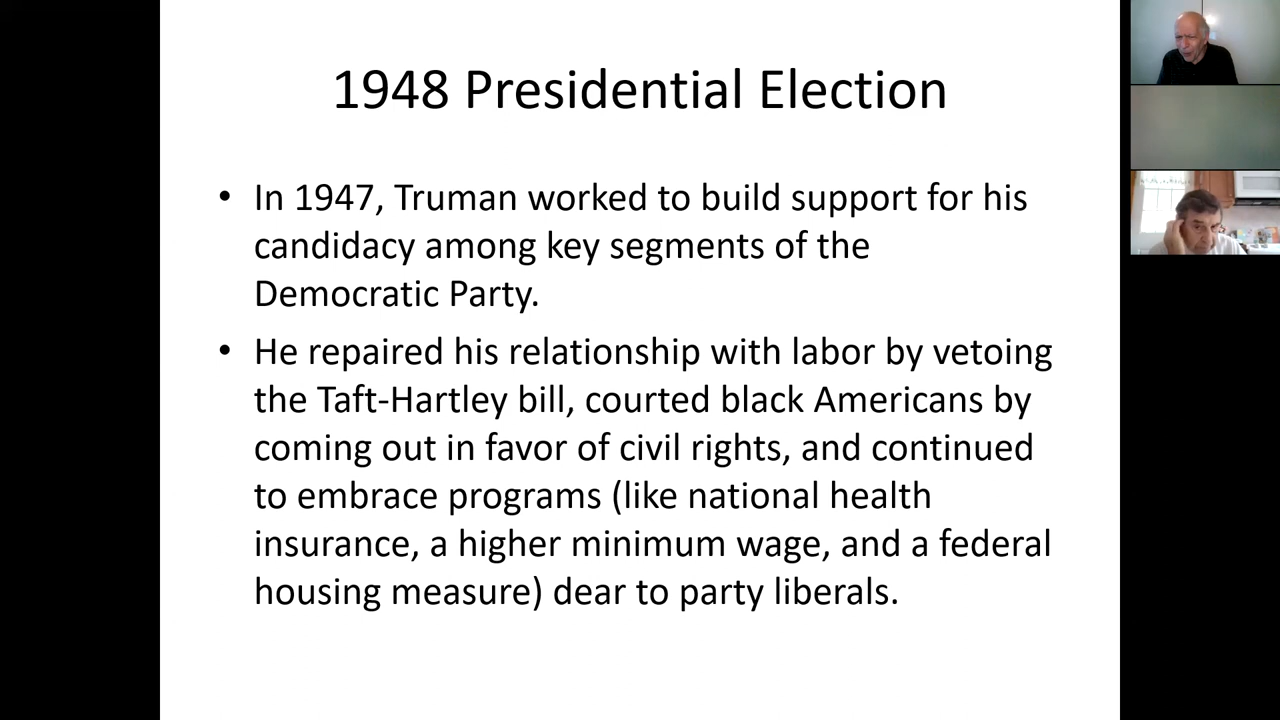 1948 Presidential Election
• In 1947, Truman worked to build support for his
candidacy among key segments of the
Democratic Party.
• He repaired his relationship with labor by vetoing
the Taft-Hartley bill, courted black Americans by
coming out in favor of civil rights, and continued
to embrace programs (like national health
insurance, a higher minimum wage, and a federal
housing measure) dear to party liberals.